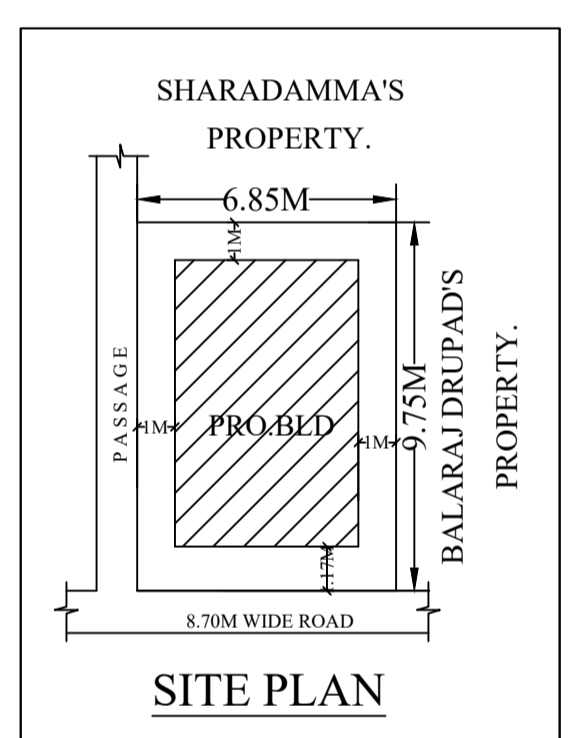 SHARADAMMA'S
PROPERTY.
6.85M
1M
PASSAGE
1M
PRO.BLD
1M
9.75M
BALARAJ DRUPAD'S
PROPERTY.
1.17M
8.70M WIDE ROAD
SITE PLAN